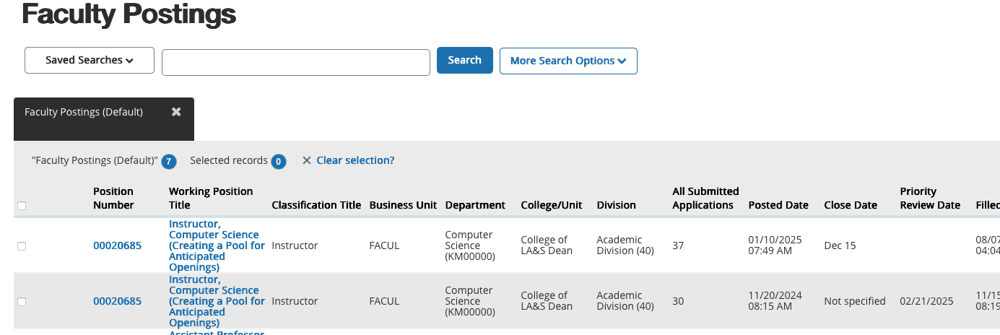 Faculty Postings
Saved Searches
Search
More Search Options
Faculty Postings (Default)
"Faculty Postings (Default)" 7 Selected records 0 Clear selection?
Position Number
Working Position Title
Classification Title
Business Unit
Department
College/Unit
Division
All Submitted Applications
Posted Date
Close Date
Priority Review Date
Filled
00020685
Instructor,
Computer Science
(Creating a Pool for
Anticipated
Openings)
Instructor
FACUL
Computer
Science
(KM00000)
College of
LA&S Dean
Academic
Division (40)
37
01/10/2025
07:49 AM
Dec 15
08/07
04:04
00020685
Instructor,
Computer Science
(Creating a Pool for
Anticipated
Openings)
Instructor
FACUL
Computer
Science
(KM00000)
College of
LA&S Dean
Academic
Division (40)
30
11/20/2024
08:15 AM
Not specified
02/21/2025
11/15
08:19
Assistant Professor